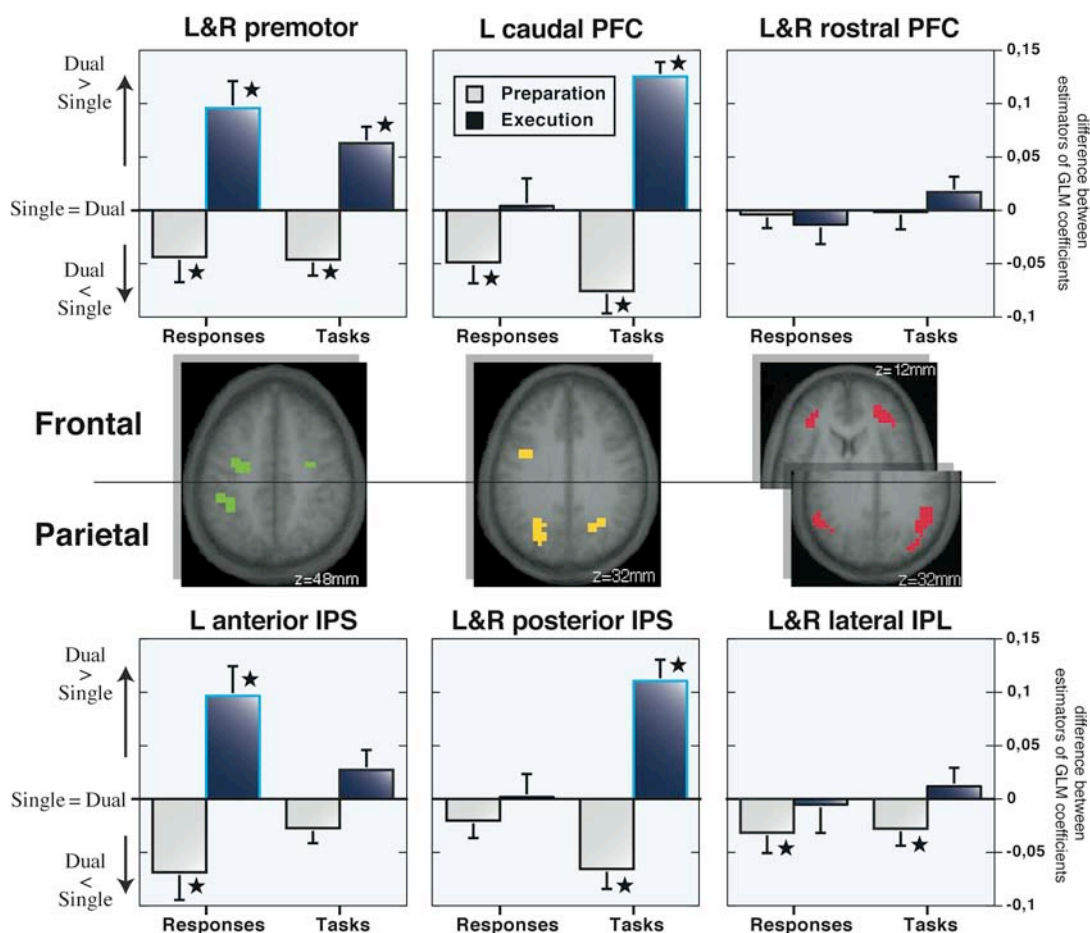 L&R premotor
L caudal PFC
L&R rostral PFC
Dual
>
Single
Single = Dual
Dual
<
Single
Preparation
Execution
0,15
0,1
0,05
0
-0,05
-0,1
difference between
estimators of GLM coefficients
Responses
Tasks
Responses
Tasks
Responses
Tasks
Frontal
Parietal
z=48mm
z=32mm
z=12mm
z=32mm
L anterior IPS
L&R posterior IPS
L&R lateral IPL
Dual
>
Single
Single = Dual
Dual
<
Single
0,15
0,1
0,05
0
-0,05
-0,1
difference between
estimators of GLM coefficients
Responses
Tasks
Responses
Tasks
Responses
Tasks